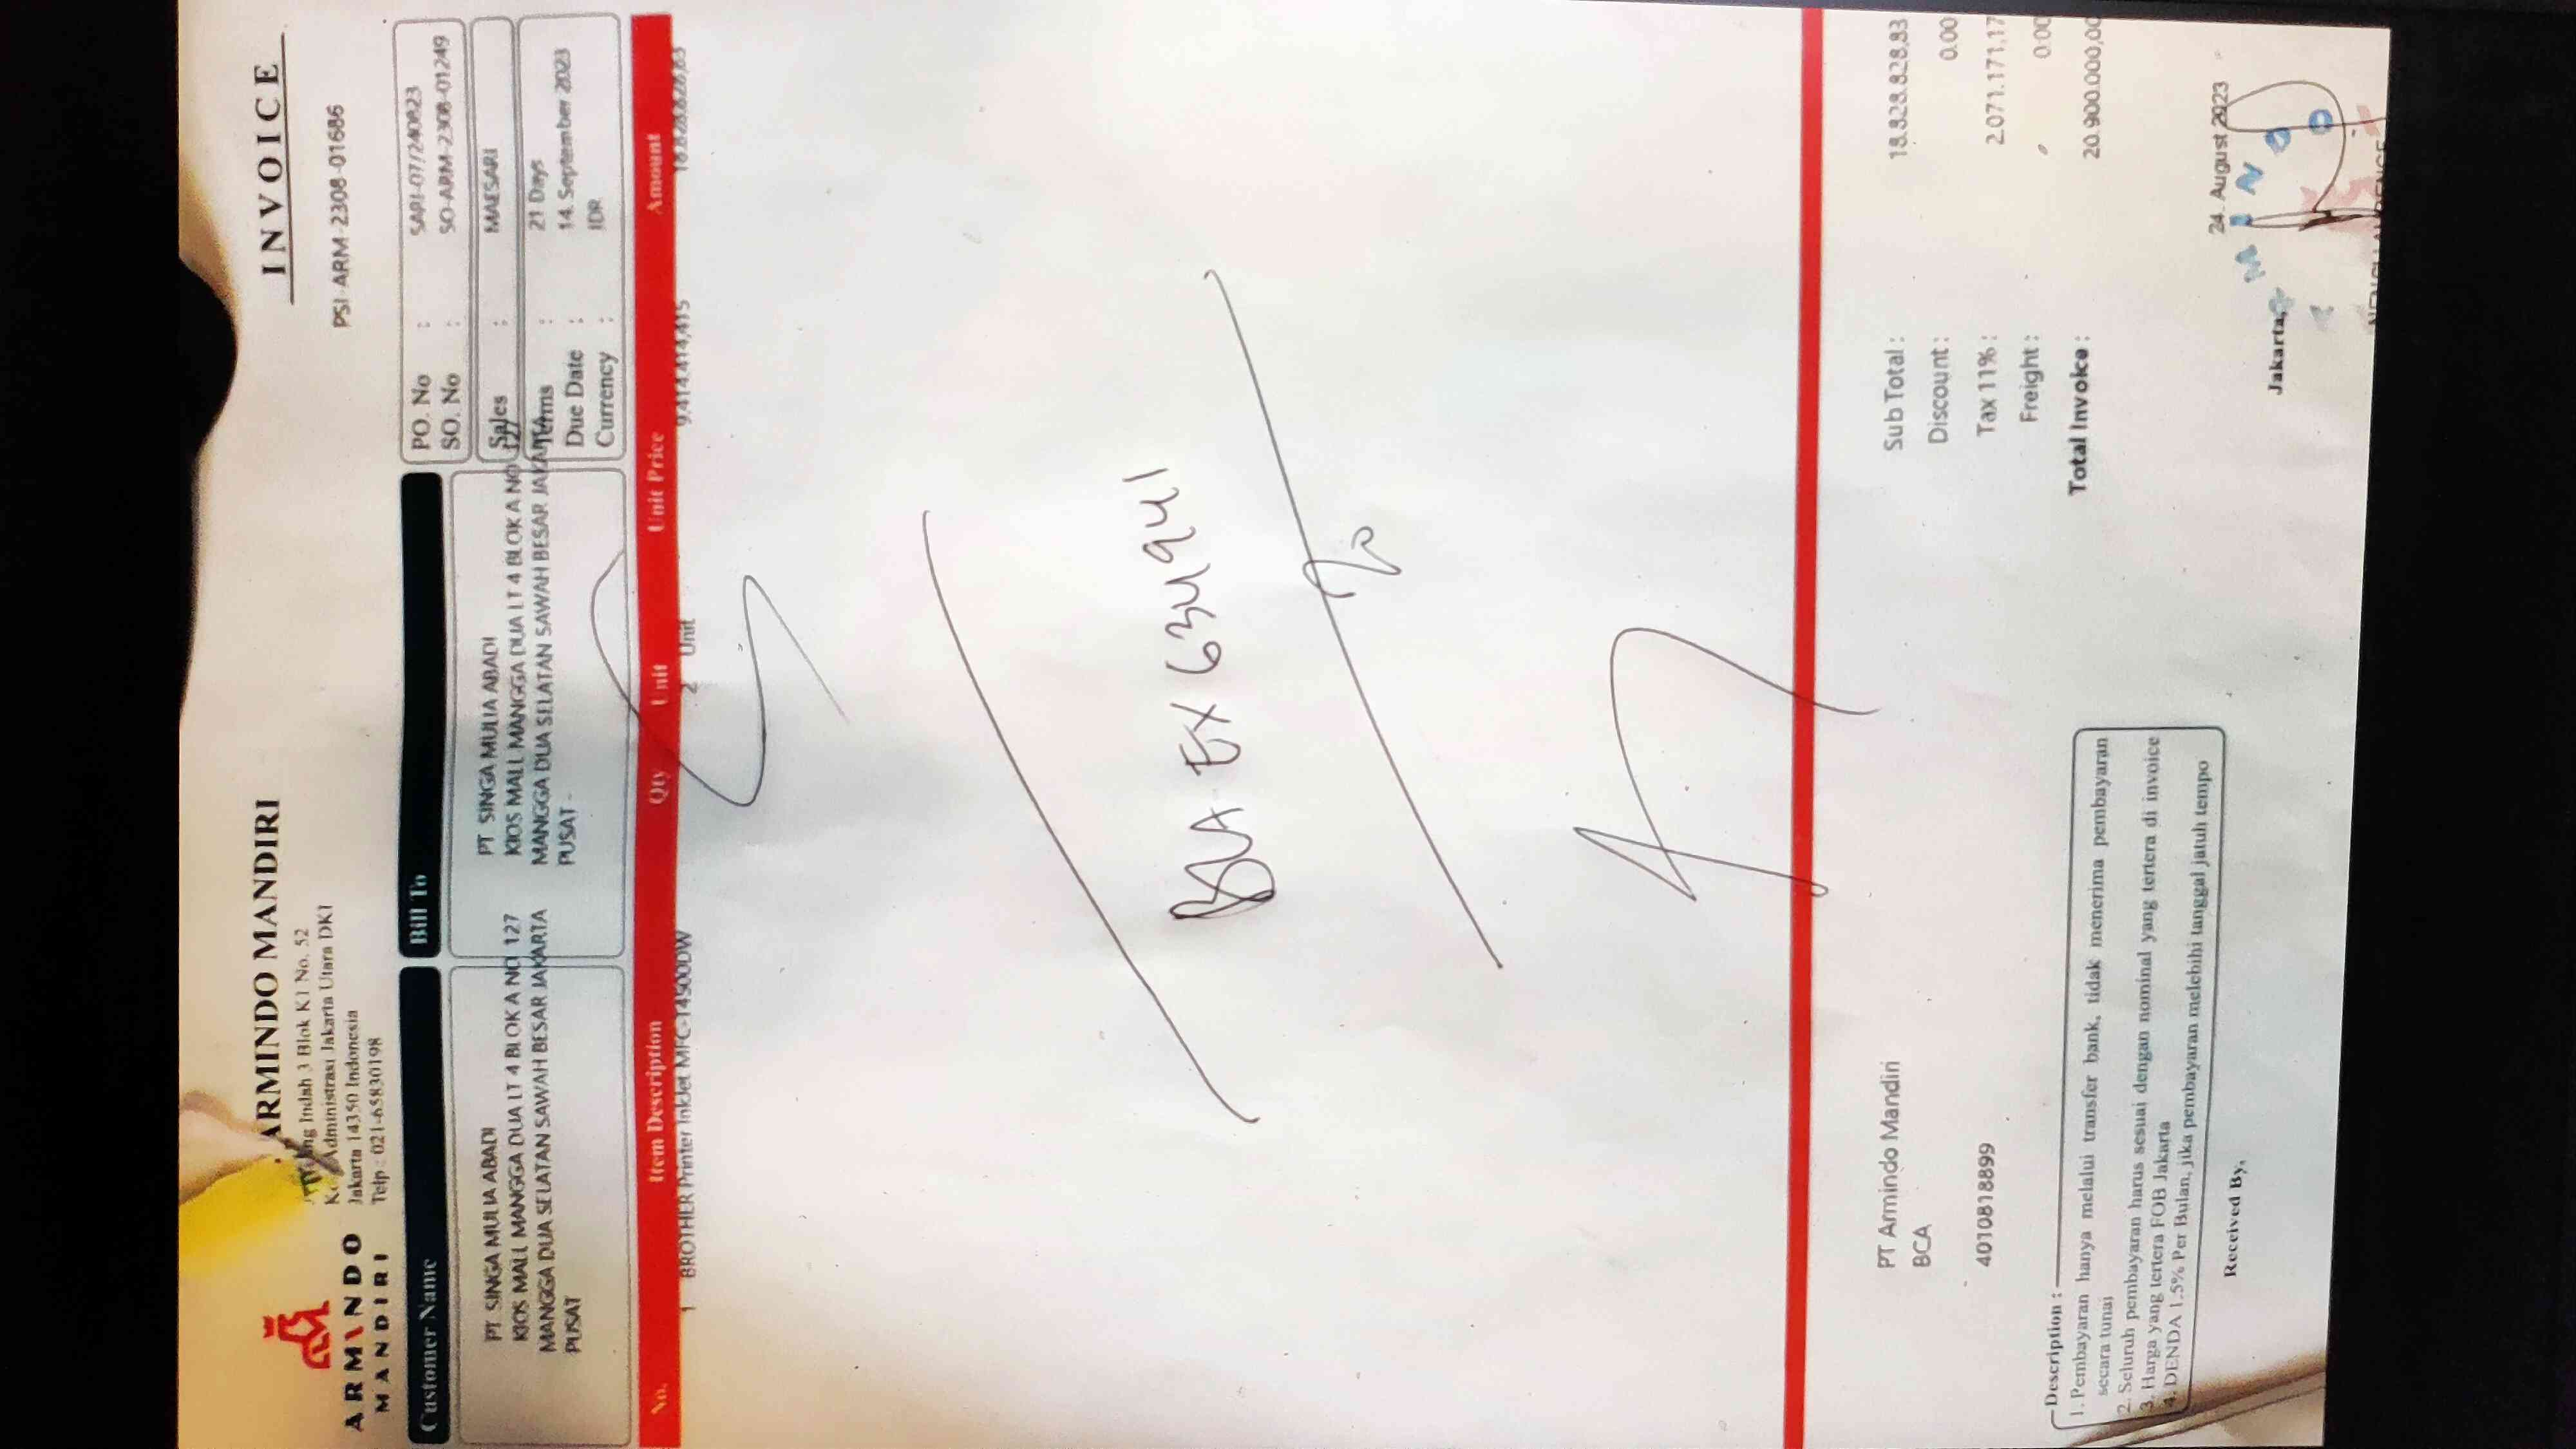 ARMINDO MANDIRI
INVOICE
Indah 3 Blok K1 No. 52
Administrasi Jakarta Utara DKI
Jakarta 14350 Indonesia
Telp : 021-65830198
ARMINDO
MANDIRI
PSI-ARM-2308-01686
Customer Name
PT SINGA MULIA ABADI
KIOS MALL MANGGA DUA LT 4 BLOK A NO 127
MANGGA DUA SELATAN SAWAH BESAR JAKARTA
PUSAT
Bill To
PT SINGA MULIA ABADI
KIOS MALL MANGGA DUA LT 4 BLOK A NO 127
MANGGA DUA SELATAN SAWAH BESAR JAKARTA
PUSAT -
PO. No : SARI-07/240823
SO. No : SO-ARM-2308-01249
Sales : MAESARI
Terms : 21 Days
Due Date : 14. September 2023
Currency : IDR
No. Item Description Qty Unit Unit Price Amount
1 BROTHER Printer InkJet MFC-T4500DW 2 Unit 9,414.414,415 18.828.828,83
PT Armindo Mandiri
BCA
4010818899
Sub Total : 18.828.828,83
Discount : 0.00
Tax 11% : 2.071.171,17
Freight : 0.00
Total Invoice : 20.900.000,00
Description :
1. Pembayaran hanya melalui transfer bank, tidak menerima pembayaran
secara tunai
2. Seluruh pembayaran harus sesuai dengan nominal yang tertera di invoice
3. Harga yang tertera FOB Jakarta
4. DENDA 1.5% Per Bulan, jika pembayaran melebihi tanggal jatuh tempo
Received By,
Jakarta, 24. August 2023